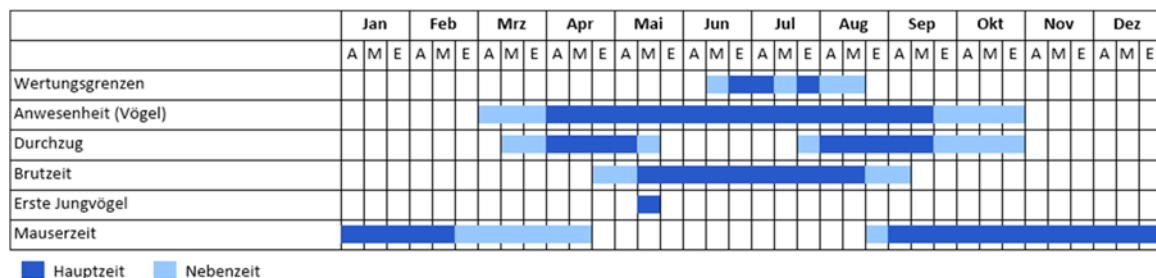 Jan Feb Mrz Apr Mai Jun Jul Aug Sep Okt Nov Dez
A M E A M E A M E A M E A M E A M E A M E A M E A M E A M E A M E A M E
Wertungsgrenzen
Anwesenheit (Vögel)
Durchzug
Brutzeit
Erste Jungvögel
Mauserzeit
Hauptzeit Nebenzeit